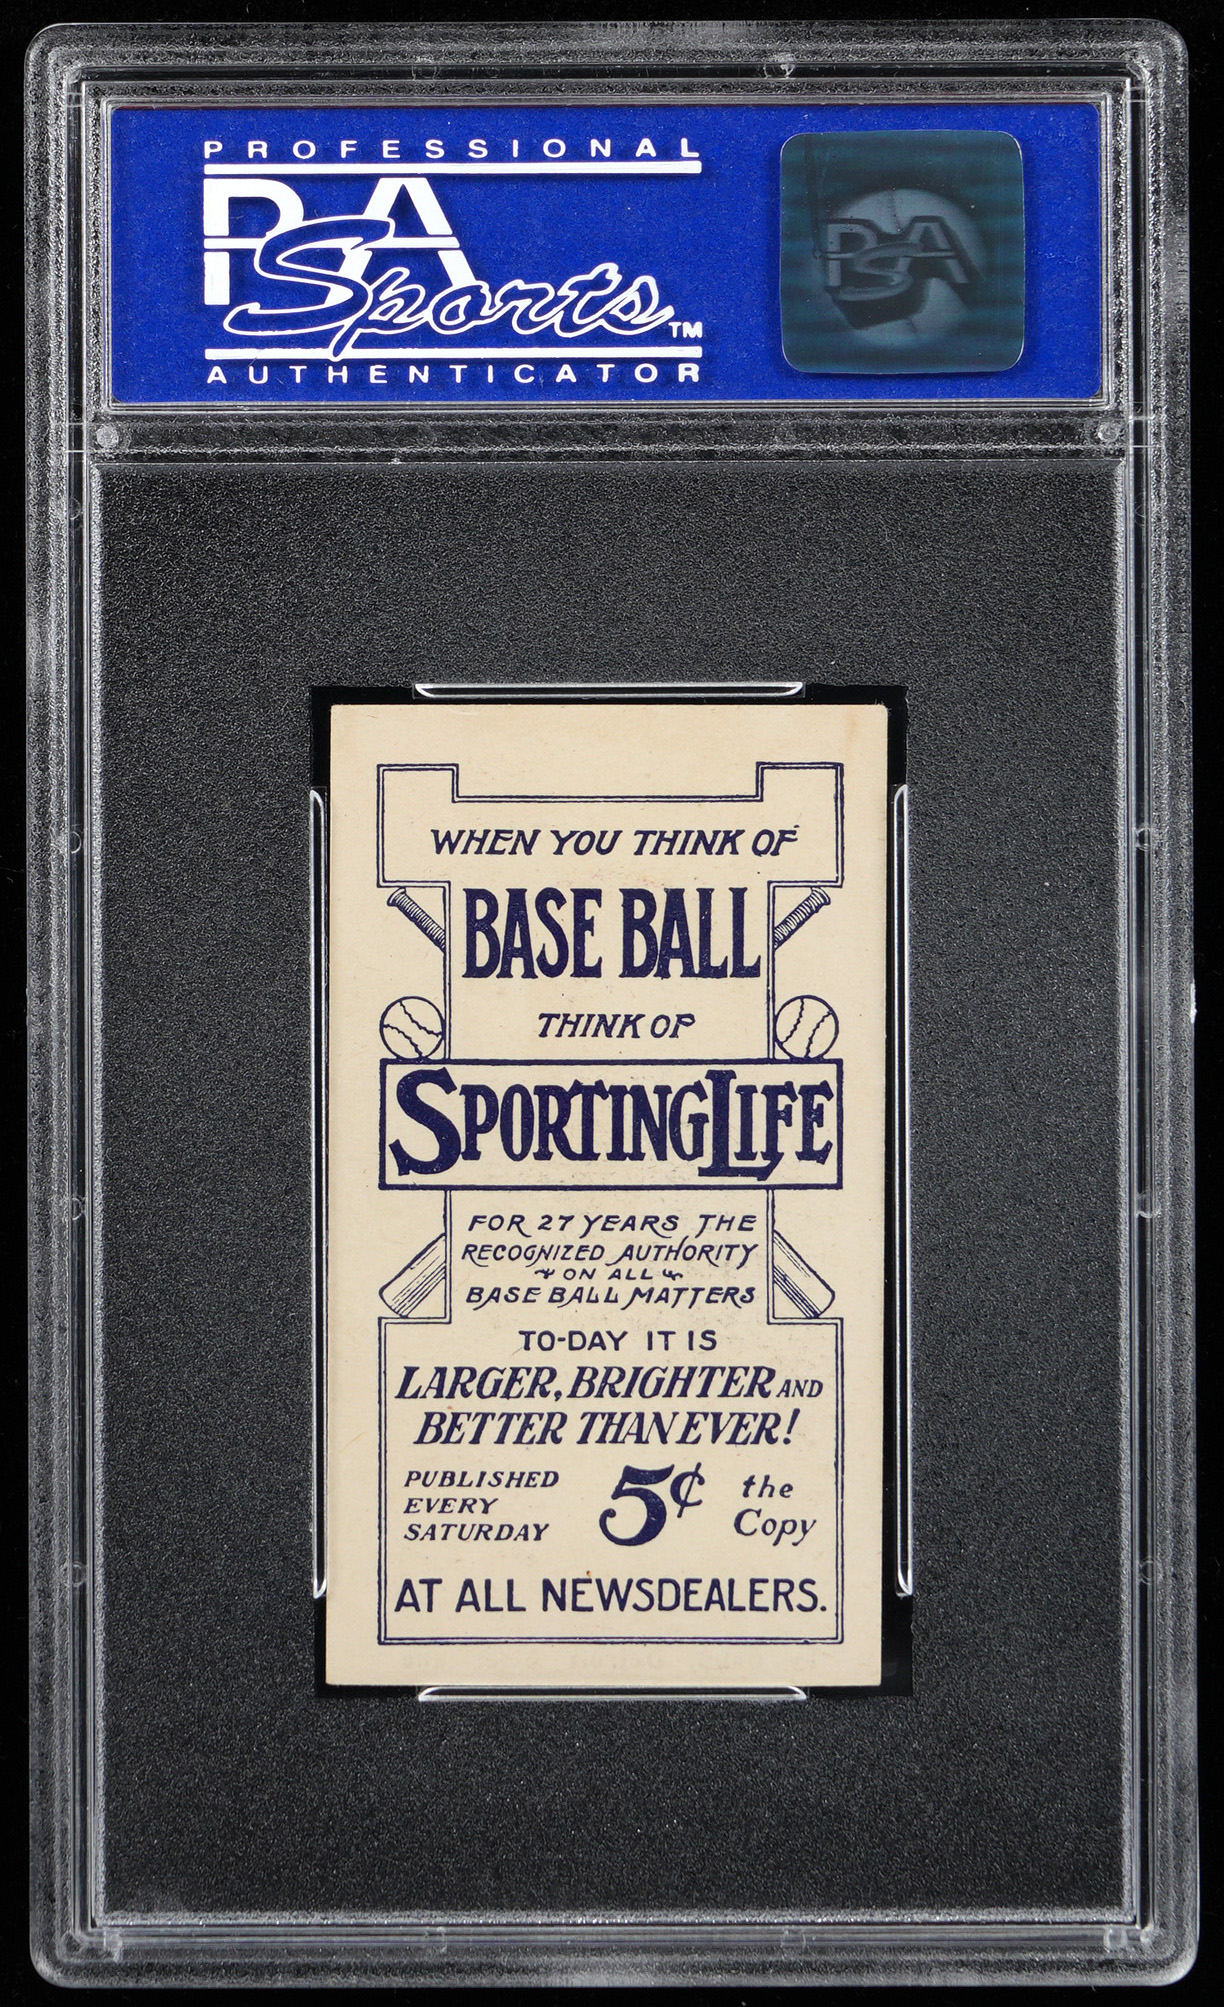 PROFESSIONAL
PSA
Sports™
AUTHENTICATOR
PSA
WHEN YOU THINK OF
BASE BALL
THINK OF
SPORTING LIFE
FOR 27 YEARS THE
RECOGNIZED AUTHORITY
ON ALL
BASE BALL MATTERS
TO-DAY IT IS
LARGER, BRIGHTER AND
BETTER THAN EVER!
PUBLISHED
EVERY
SATURDAY
5¢
the
Copy
AT ALL NEWSDEALERS.